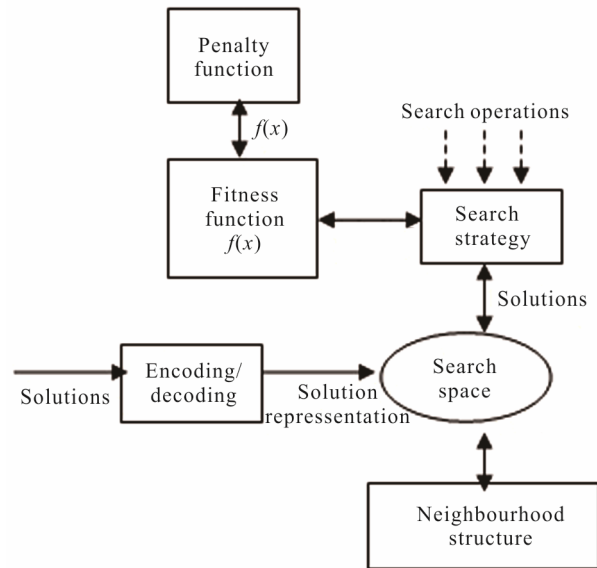 Penalty
function
f(x)
Search operations
Fitness
function
f(x)
Search
strategy
Solutions
Encoding/
decoding
Search
space
Solutions
Solution
repressentation
Neighbourhood
structure